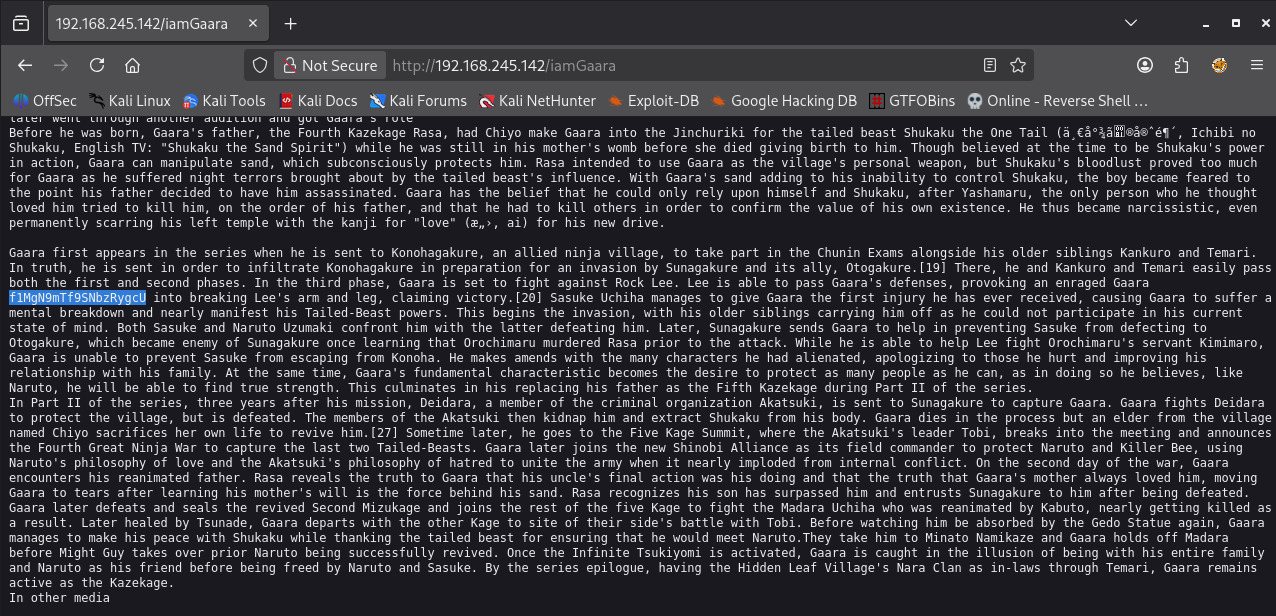 192.168.245.142/iamGaara
Not Secure http://192.168.245.142/iamGaara
OffSec Kali Linux Kali Tools Kali Docs Kali Forums Kali NetHunter Exploit-DB Google Hacking DB GTFOBins Online - Reverse Shell …
later went through another audition and got Gaara's role
Before he was born, Gaara's father, the Fourth Kazekage Rasa, had Chiyo make Gaara into the Jinchuriki for the tailed beast Shukaku the One Tail ( Ichibi no
Shukaku, English TV: "Shukaku the Sand Spirit") while he was still in his mother's womb before she died giving birth to him. Though believed at the time to be Shukaku's power
in action, Gaara can manipulate sand, which subconsciously protects him. Rasa intended to use Gaara as the village's personal weapon, but Shukaku's bloodlust proved too much
for Gaara as he suffered night terrors brought about by the tailed beast's influence. With Gaara's sand adding to his inability to control Shukaku, the boy became feared to
the point his father decided to have him assassinated. Gaara has the belief that he could only rely upon himself and Shukaku, after Yashamaru, the only person who he thought
loved him tried to kill him, on the order of his father, and that he had to kill others in order to confirm the value of his own existence. He thus became narcissistic, even
permanently scarring his left temple with the kanji for "love" (æ„›, ai) for his new drive.
Gaara first appears in the series when he is sent to Konohagakure, an allied ninja village, to take part in the Chunin Exams alongside his older siblings Kankuro and Temari.
In truth, he is sent in order to infiltrate Konohagakure in preparation for an invasion by Sunagakure and its ally, Otogakure.[19] There, he and Kankuro and Temari easily pass
both the first and second phases. In the third phase, Gaara is set to fight against Rock Lee. Lee is able to pass Gaara's defenses, provoking an enraged Gaara
f1MgN9mTf9SNbzRygcU into breaking Lee's arm and leg, claiming victory.[20] Sasuke Uchiha manages to give Gaara the first injury he has ever received, causing Gaara to suffer a
mental breakdown and nearly manifest his Tailed-Beast powers. This begins the invasion, with his older siblings carrying him off as he could not participate in his current
state of mind. Both Sasuke and Naruto Uzumaki confront him with the latter defeating him. Later, Sunagakure sends Gaara to help in preventing Sasuke from defecting to
Otogakure, which became enemy of Sunagakure once learning that Orochimaru murdered Rasa prior to the attack. While he is able to help Lee fight Orochimaru's servant Kimimaro,
Gaara is unable to prevent Sasuke from escaping from Konoha. He makes amends with the many characters he had alienated, apologizing to those he hurt and improving his
relationship with his family. At the same time, Gaara's fundamental characteristic becomes the desire to protect as many people as he can, as in doing so he believes, like
Naruto, he will be able to find true strength. This culminates in his replacing his father as the Fifth Kazekage during Part II of the series.
In Part II of the series, three years after his mission, Deidara, a member of the criminal organization Akatsuki, is sent to Sunagakure to capture Gaara. Gaara fights Deidara
to protect the village, but is defeated. The members of the Akatsuki then kidnap him and extract Shukaku from his body. Gaara dies in the process but an elder from the village
named Chiyo sacrifices her own life to revive him.[27] Sometime later, he goes to the Five Kage Summit, where the Akatsuki's leader Tobi, breaks into the meeting and announces
the Fourth Great Ninja War to capture the last two Tailed-Beasts. Gaara later joins the new Shinobi Alliance as its field commander to protect Naruto and Killer Bee, using
Naruto's philosophy of love and the Akatsuki's philosophy of hatred to unite the army when it nearly imploded from internal conflict. On the second day of the war, Gaara
encounters his reanimated father. Rasa reveals the truth to Gaara that his uncle's final action was his doing and that the truth that Gaara's mother always loved him, moving
Gaara to tears after learning his mother's will is the force behind his sand. Rasa recognizes his son has surpassed him and entrusts Sunagakure to him after being defeated.
Gaara later defeats and seals the revived Second Mizukage and joins the rest of the five Kage to fight the Madara Uchiha who was reanimated by Kabuto, nearly getting killed as
a result. Later healed by Tsunade, Gaara departs with the other Kage to site of their side's battle with Tobi. Before watching him be absorbed by the Gedo Statue again, Gaara
manages to make his peace with Shukaku while thanking the tailed beast for ensuring that he would meet Naruto.They take him to Minato Namikaze and Gaara holds off Madara
before Might Guy takes over prior Naruto being successfully revived. Once the Infinite Tsukiyomi is activated, Gaara is caught in the illusion of being with his entire family
and Naruto as his friend before being freed by Naruto and Sasuke. By the series epilogue, having the Hidden Leaf Village's Nara Clan as in-laws through Temari, Gaara remains
active as the Kazekage.
In other media